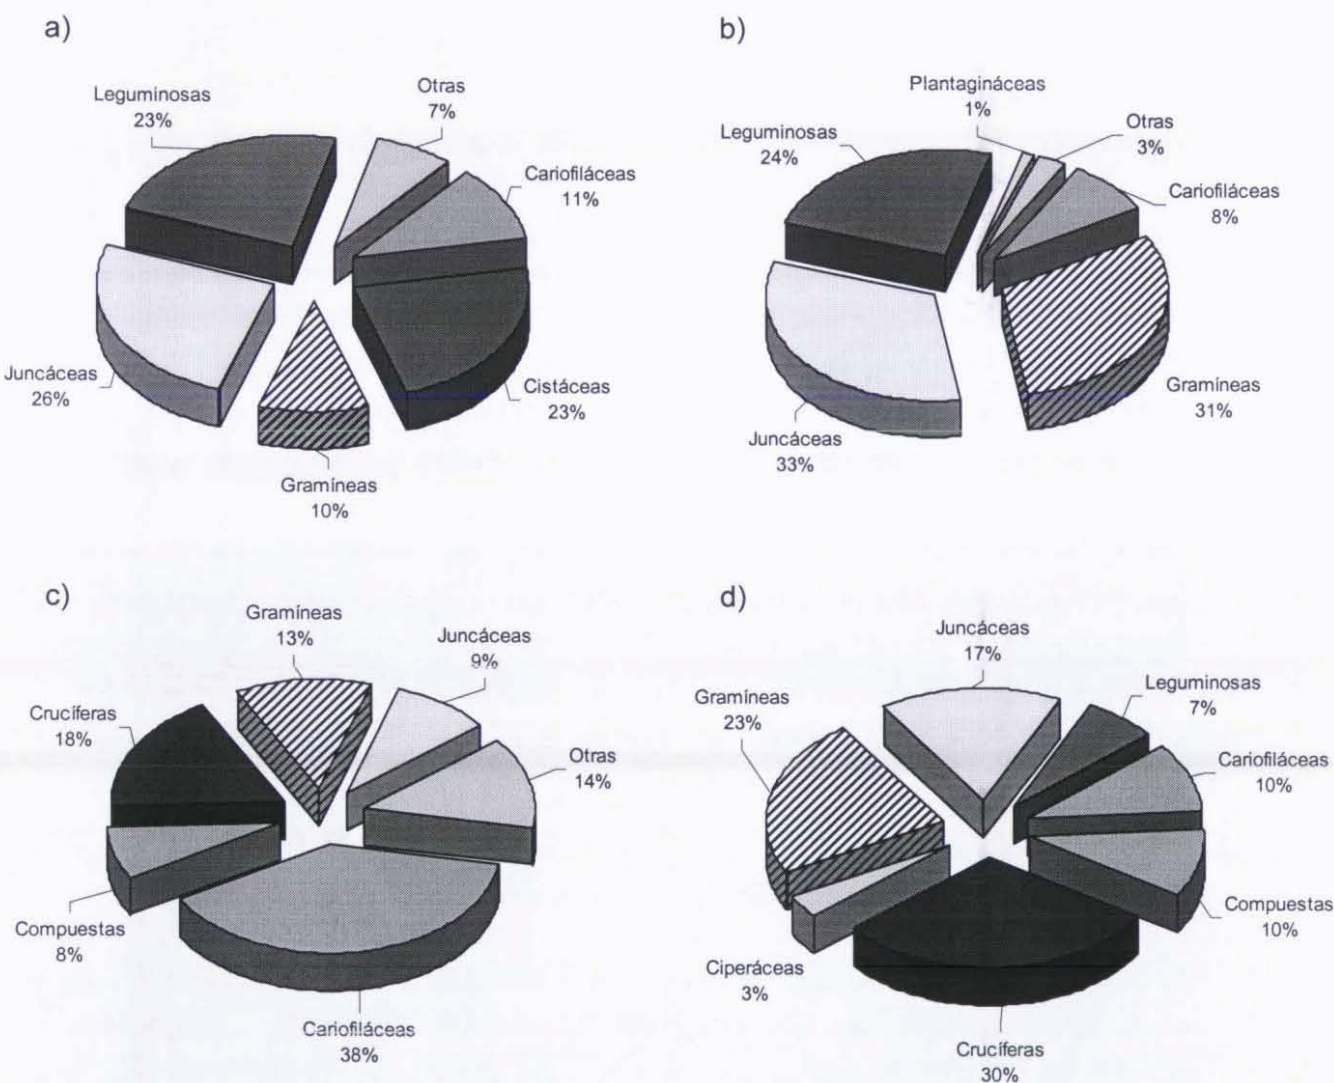 a)
Leguminosas
23%
Otras
7%
Cariofiláceas
11%
Cistáceas
23%
Gramíneas
10%
Juncáceas
26%
b)
Plantagináceas
1%
Otras
3%
Leguminosas
24%
Cariofiláceas
8%
Gramíneas
31%
Juncáceas
33%
c)
Gramíneas
13%
Juncáceas
9%
Crucíferas
18%
Otras
14%
Compuestas
8%
Cariofiláceas
38%
d)
Juncáceas
17%
Leguminosas
7%
Gramíneas
23%
Cariofiláceas
10%
Compuestas
10%
Ciperáceas
3%
Crucíferas
30%